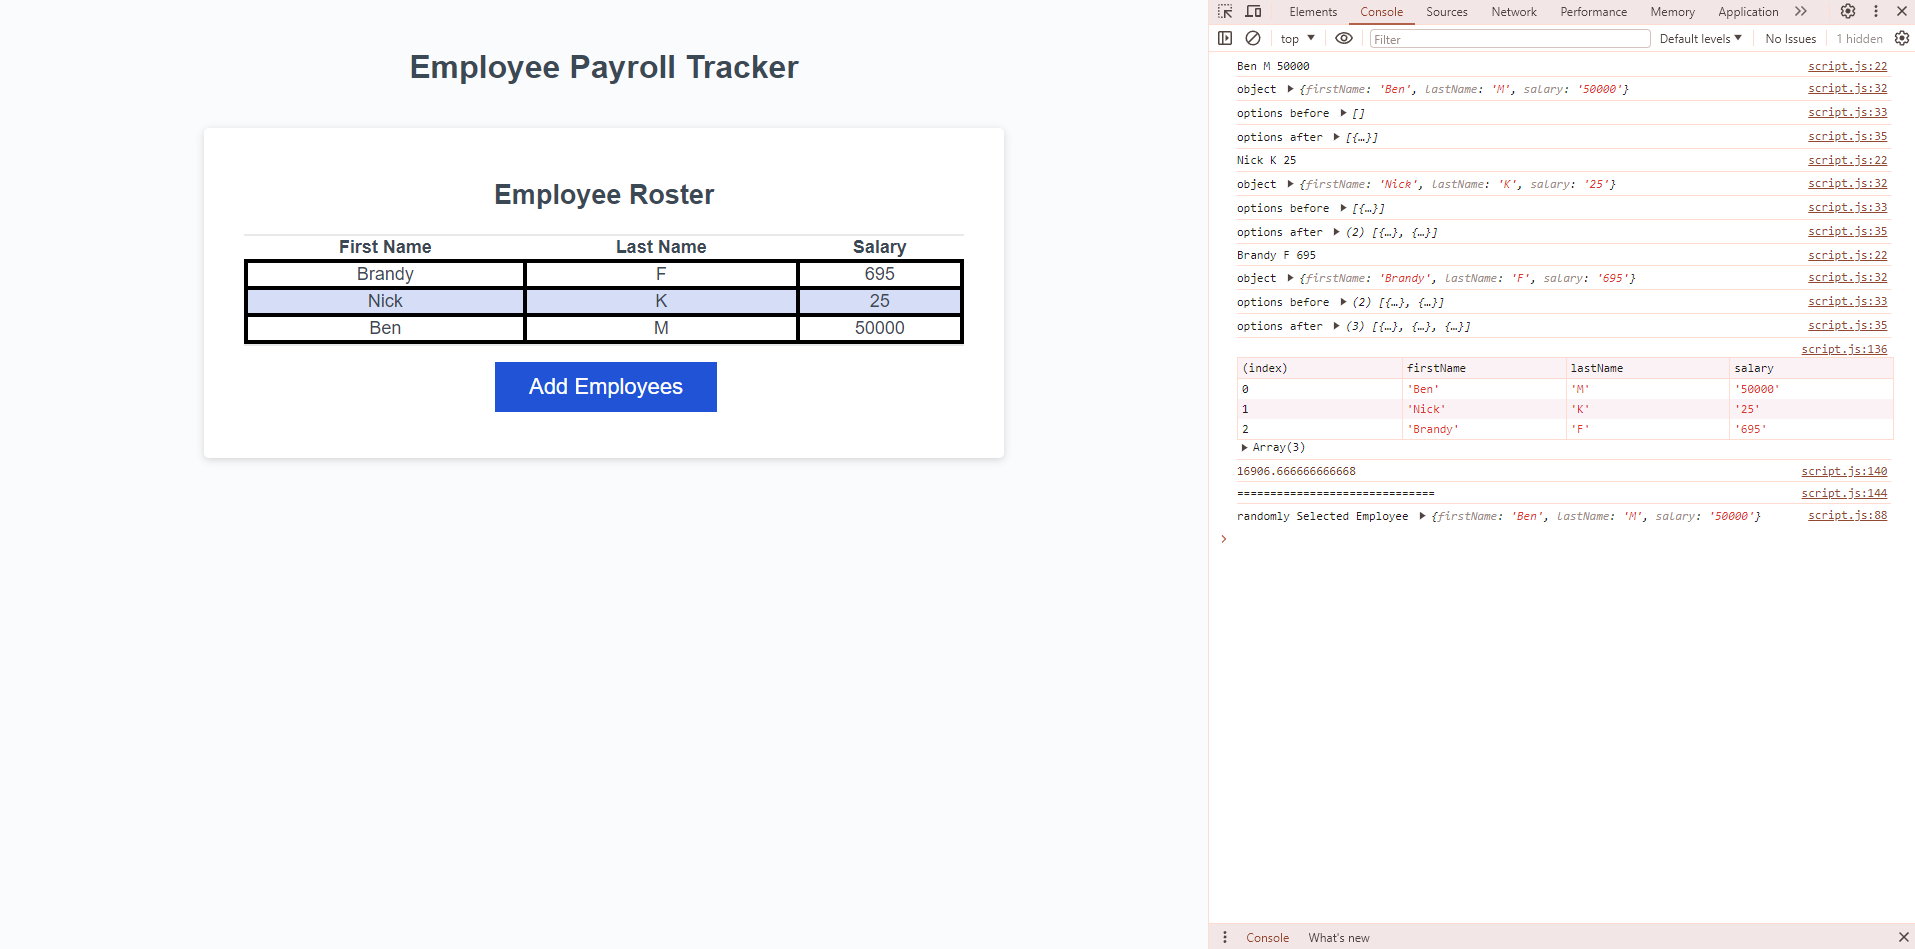 Employee Payroll Tracker
Employee Roster
First Name Last Name Salary
Brandy F 695
Nick K 25
Ben M 50000
Add Employees
Elements Console Sources Network Performance Memory Application
top Filter Default levels No Issues 1 hidden
Ben M 50000 script.js:22
object ▶ {firstName: 'Ben', lastName: 'M', salary: '50000'} script.js:32
options before ▶ [] script.js:33
options after ▶ [{…}] script.js:35
Nick K 25 script.js:22
object ▶ {firstName: 'Nick', lastName: 'K', salary: '25'} script.js:32
options before ▶ [{…}] script.js:33
options after ▶ (2) [{…}, {…}] script.js:35
Brandy F 695 script.js:22
object ▶ {firstName: 'Brandy', lastName: 'F', salary: '695'} script.js:32
options before ▶ (2) [{…}, {…}] script.js:33
options after ▶ (3) [{…}, {…}, {…}] script.js:35
script.js:136
(index) firstName lastName salary
0 'Ben' 'M' '50000'
1 'Nick' 'K' '25'
2 'Brandy' 'F' '695'
▶ Array(3)
16906.666666666668 script.js:140
============================== script.js:144
randomly Selected Employee ▶ {firstName: 'Ben', lastName: 'M', salary: '50000'} script.js:88
Console What's new